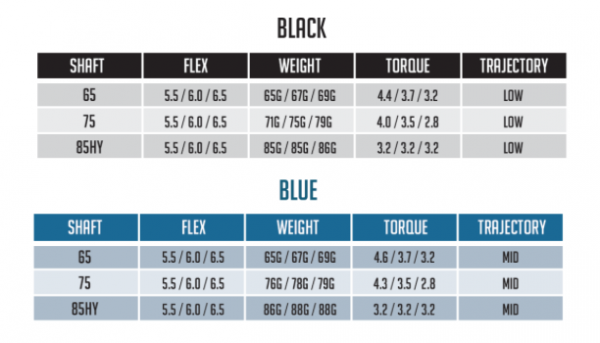 BLACK
SHAFT FLEX WEIGHT TORQUE TRAJECTORY
65 5.5 / 6.0 / 6.5 65G / 67G / 69G 4.4 / 3.7 / 3.2 LOW
75 5.5 / 6.0 / 6.5 71G / 75G / 79G 4.0 / 3.5 / 2.8 LOW
85HY 5.5 / 6.0 / 6.5 85G / 85G / 86G 3.2 / 3.2 / 3.2 LOW
BLUE
SHAFT FLEX WEIGHT TORQUE TRAJECTORY
65 5.5 / 6.0 / 6.5 65G / 67G / 69G 4.6 / 3.7 / 3.2 MID
75 5.5 / 6.0 / 6.5 76G / 78G / 79G 4.3 / 3.5 / 2.8 MID
85HY 5.5 / 6.0 / 6.5 86G / 88G / 88G 3.2 / 3.2 / 3.2 MID